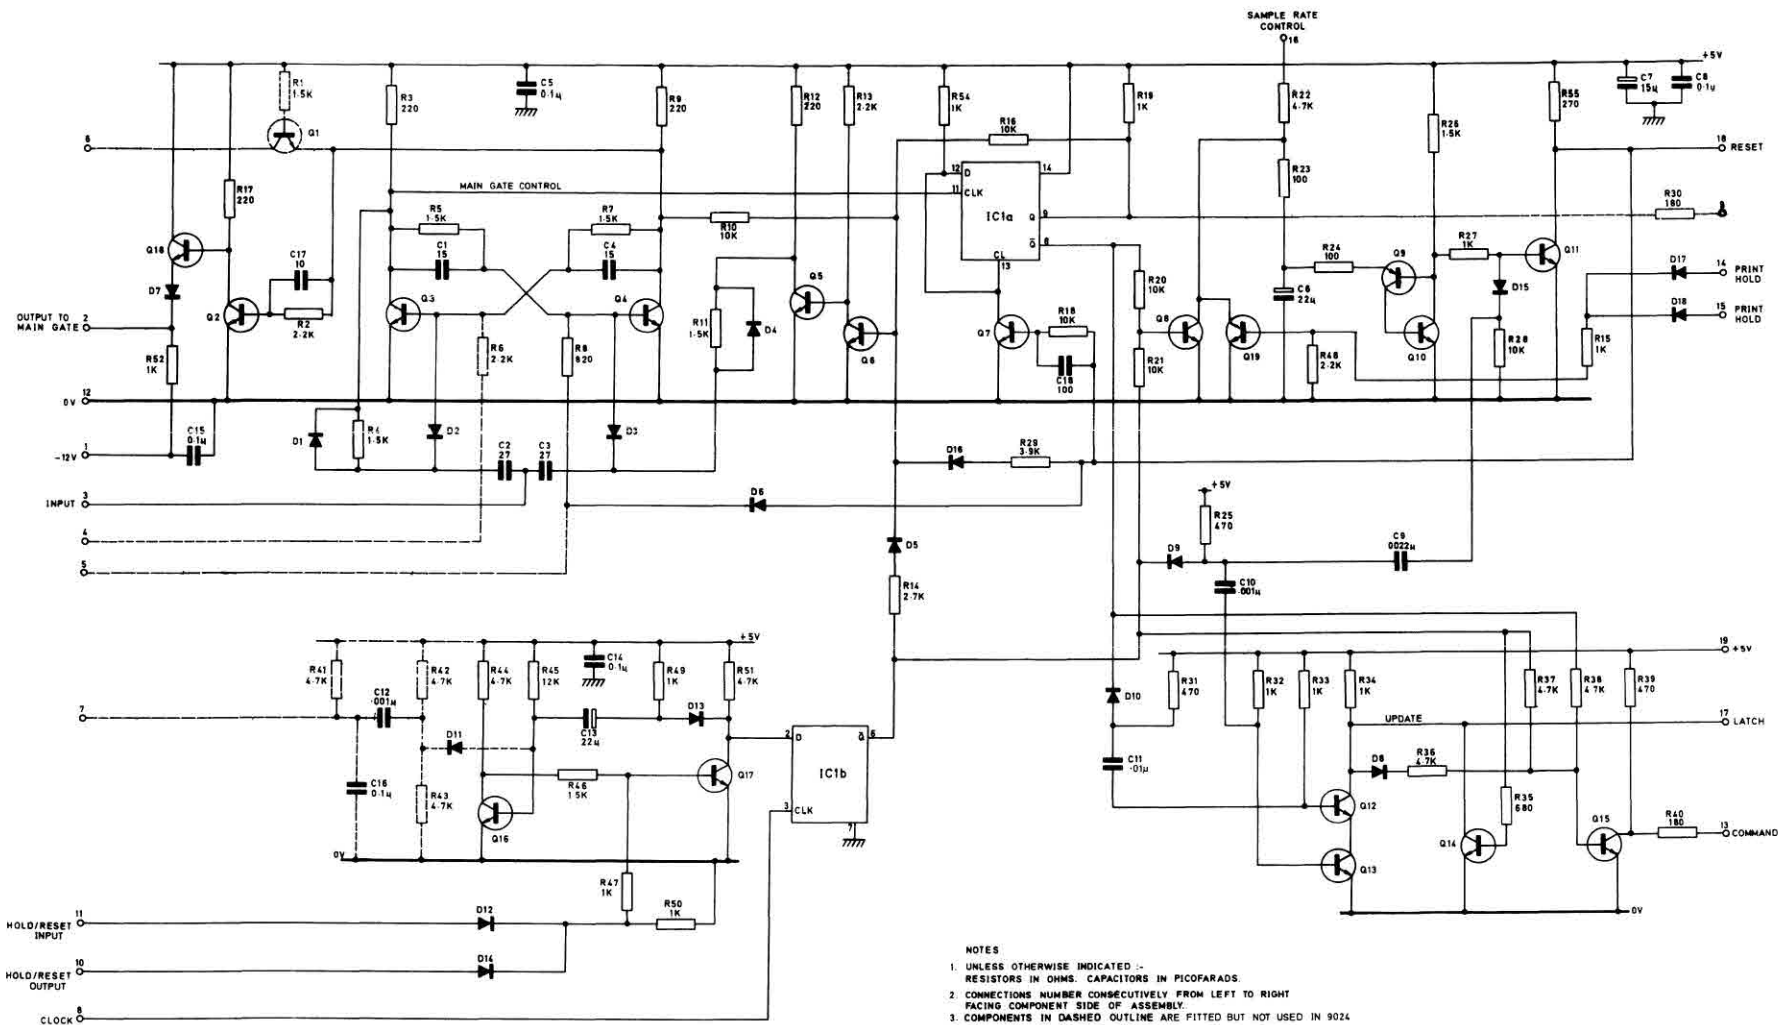 SAMPLE RATE
CONTROL
16
+5V
R1
1·5K
R3
220
C5
0·1µ
R9
220
R12
220
R13
2·2K
R54
1K
R19
1K
R22
4·7K
R26
1·5K
R55
270
C7
15µ
C8
0·1µ
6
Q1
R16
10K
18
RESET
R17
220
MAIN GATE CONTROL
12
D
14
11
CLK
IC1a
Q
9
R23
100
R30
180
9
R5
1·5K
R7
1·5K
R10
10K
Q̄
8
CL
13
R27
1K
Q11
Q18
C1
15
C4
15
Q5
R20
10K
R24
100
Q9
D17
14
PRINT
HOLD
D7
C17
10
Q3
Q4
C6
22µ
D15
D18
15
PRINT
HOLD
OUTPUT TO
MAIN GATE
2
Q2
R2
2·2K
R11
1·5K
D4
R18
10K
Q8
R52
1K
R6
2·2K
R8
820
Q6
Q7
C18
100
R21
10K
Q19
R48
2·2K
Q10
R28
10K
R15
1K
0V
12
D1
R4
1·5K
D2
D3
C2
27
C3
27
D16
R29
3·9K
-12V
1
C15
0·1µ
INPUT
3
D6
+5V
R25
470
4
D5
D9
C9
·0022µ
5
R14
2·7K
C10
·001µ
+5V
R41
4·7K
R42
4·7K
R44
4·7K
R45
12K
C14
0·1µ
R49
1K
R51
4·7K
19
+5V
D10
R31
470
R32
1K
R33
1K
R34
1K
R37
4·7K
R38
4·7K
R39
470
7
C12
·001µ
D13
D11
C13
22µ
2
D
Q̄
6
UPDATE
17
LATCH
IC1b
C11
·01µ
D8
R36
4·7K
C16
0·1µ
R43
4·7K
R46
1·5K
Q17
R35
680
Q16
3
CLK
7
Q12
Q14
Q15
R40
180
13
COMMAND
0V
Q13
R47
1K
R50
1K
0V
HOLD/RESET
INPUT
11
D12
HOLD/RESET
OUTPUT
10
D14
CLOCK
8
NOTES
1. UNLESS OTHERWISE INDICATED :-
RESISTORS IN OHMS. CAPACITORS IN PICOFARADS.
2. CONNECTIONS NUMBER CONSECUTIVELY FROM LEFT TO RIGHT
FACING COMPONENT SIDE OF ASSEMBLY.
3. COMPONENTS IN DASHED OUTLINE ARE FITTED BUT NOT USED IN 9024